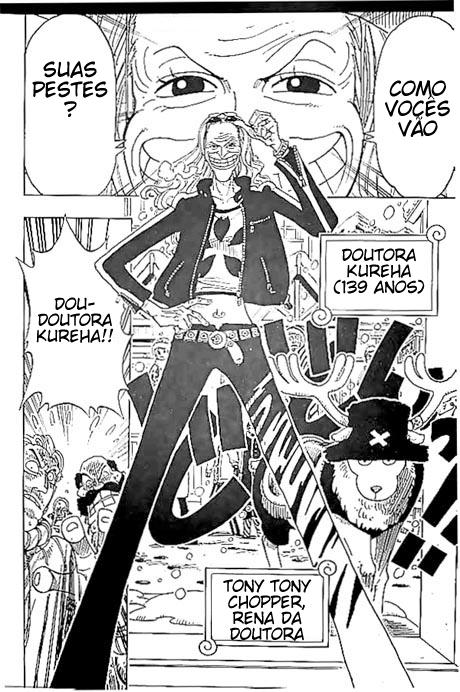 COMO
VOCÊS
VÃO
SUAS
PESTES
?
DOUTORA
KUREHA
(139 ANOS)
DOU-
DOUTORA
KUREHA!!
TONY TONY
CHOPPER,
RENA DA
DOUTORA